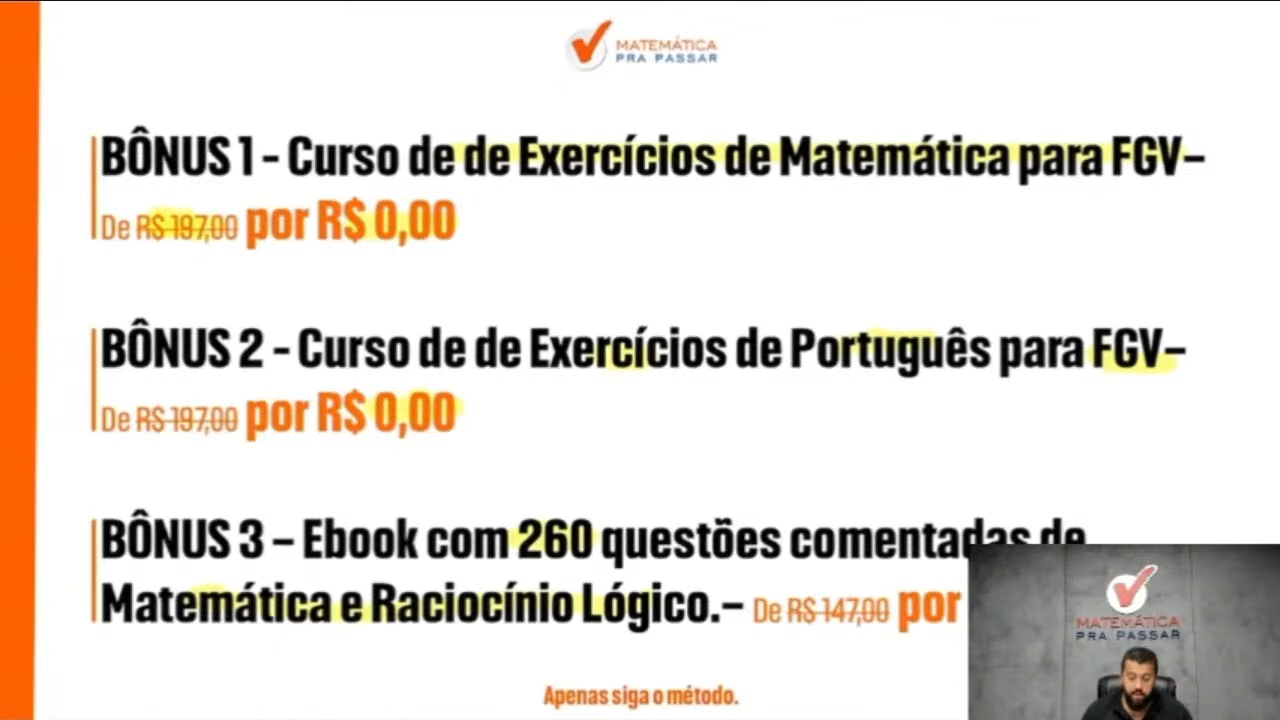 MATEMÁTICA
PRA PASSAR
BÔNUS 1 - Curso de de Exercícios de Matemática para FGV–
De R$ 197,00 por R$ 0,00
BÔNUS 2 - Curso de de Exercícios de Português para FGV–
De R$ 197,00 por R$ 0,00
BÔNUS 3 – Ebook com 260 questões comentadas de
Matemática e Raciocínio Lógico.– De R$ 147,00 por
MATEMÁTICA
PRA PASSAR
Apenas siga o método.